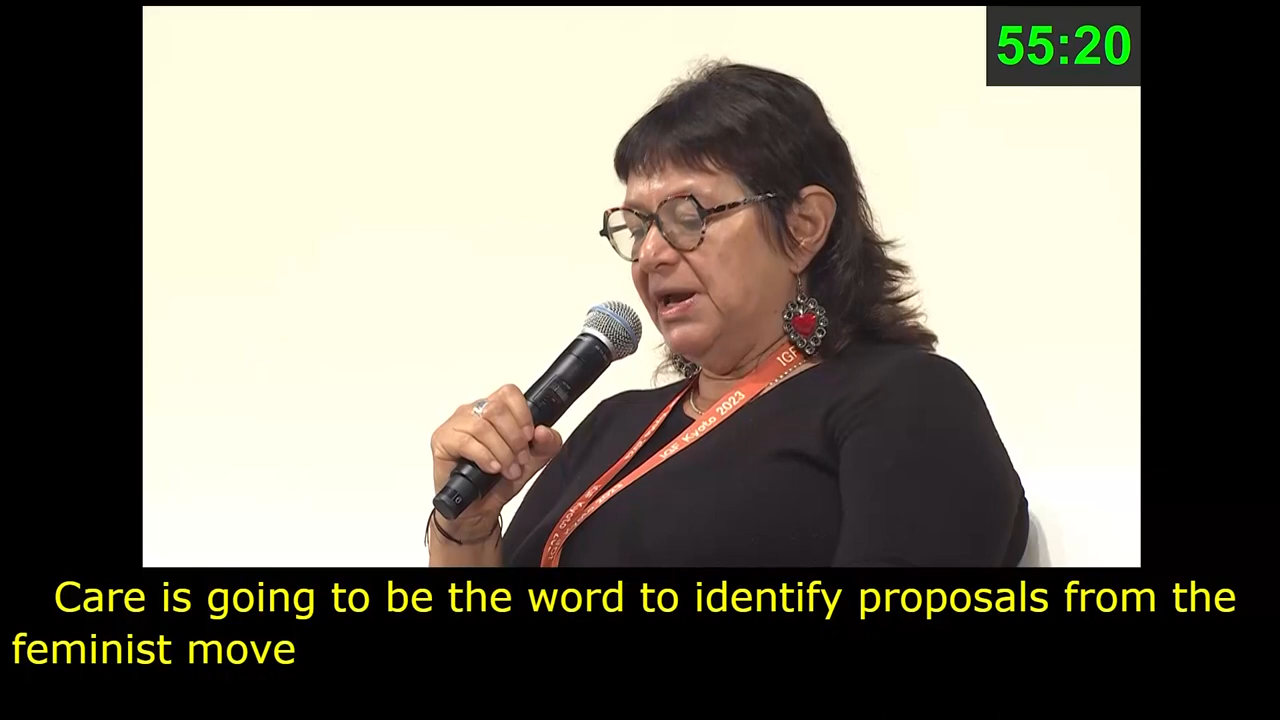 55:20
IGF
IGF Kyoto 2023
Care is going to be the word to identify proposals from the
feminist move